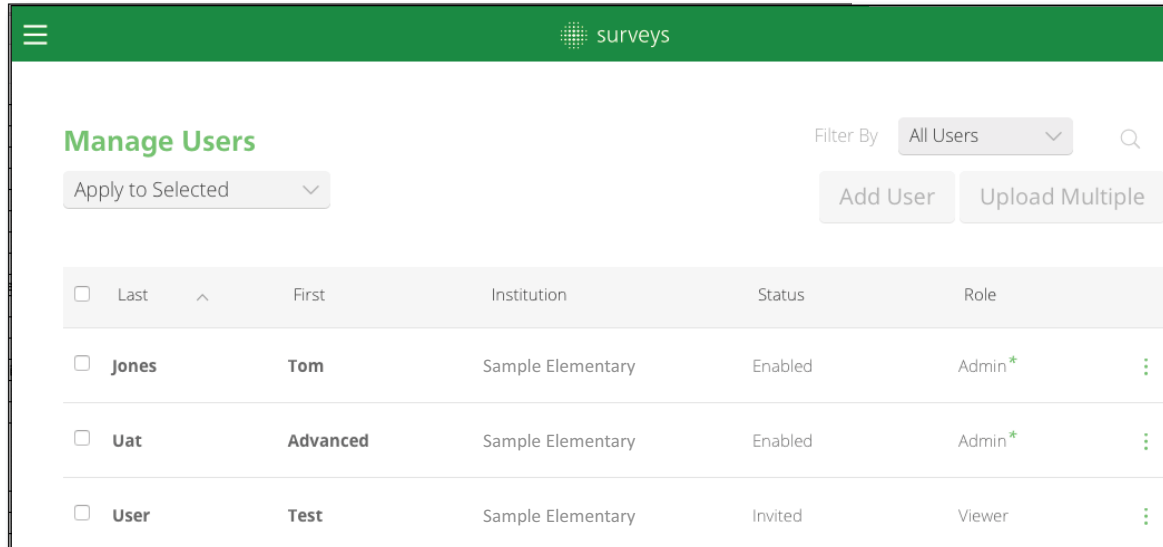 surveys
Manage Users
Filter By All Users
Apply to Selected
Add User Upload Multiple
Last First Institution Status Role
Jones Tom Sample Elementary Enabled Admin*
Uat Advanced Sample Elementary Enabled Admin*
User Test Sample Elementary Invited Viewer